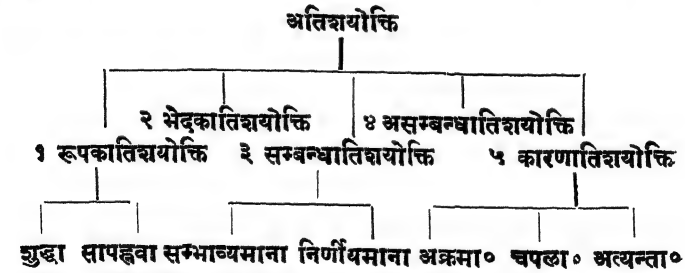 अतिशयोक्ति
२ भेदकातिशयोक्ति ४ असम्बन्धातिशयोक्ति
१ रूपकातिशयोक्ति ३ सम्बन्धातिशयोक्ति ५ कारणातिशयोक्ति
शुद्धा सापह्नवा सम्भाव्यमाना निर्णीयमाना अक्रमा० चपला० अत्यन्ता०